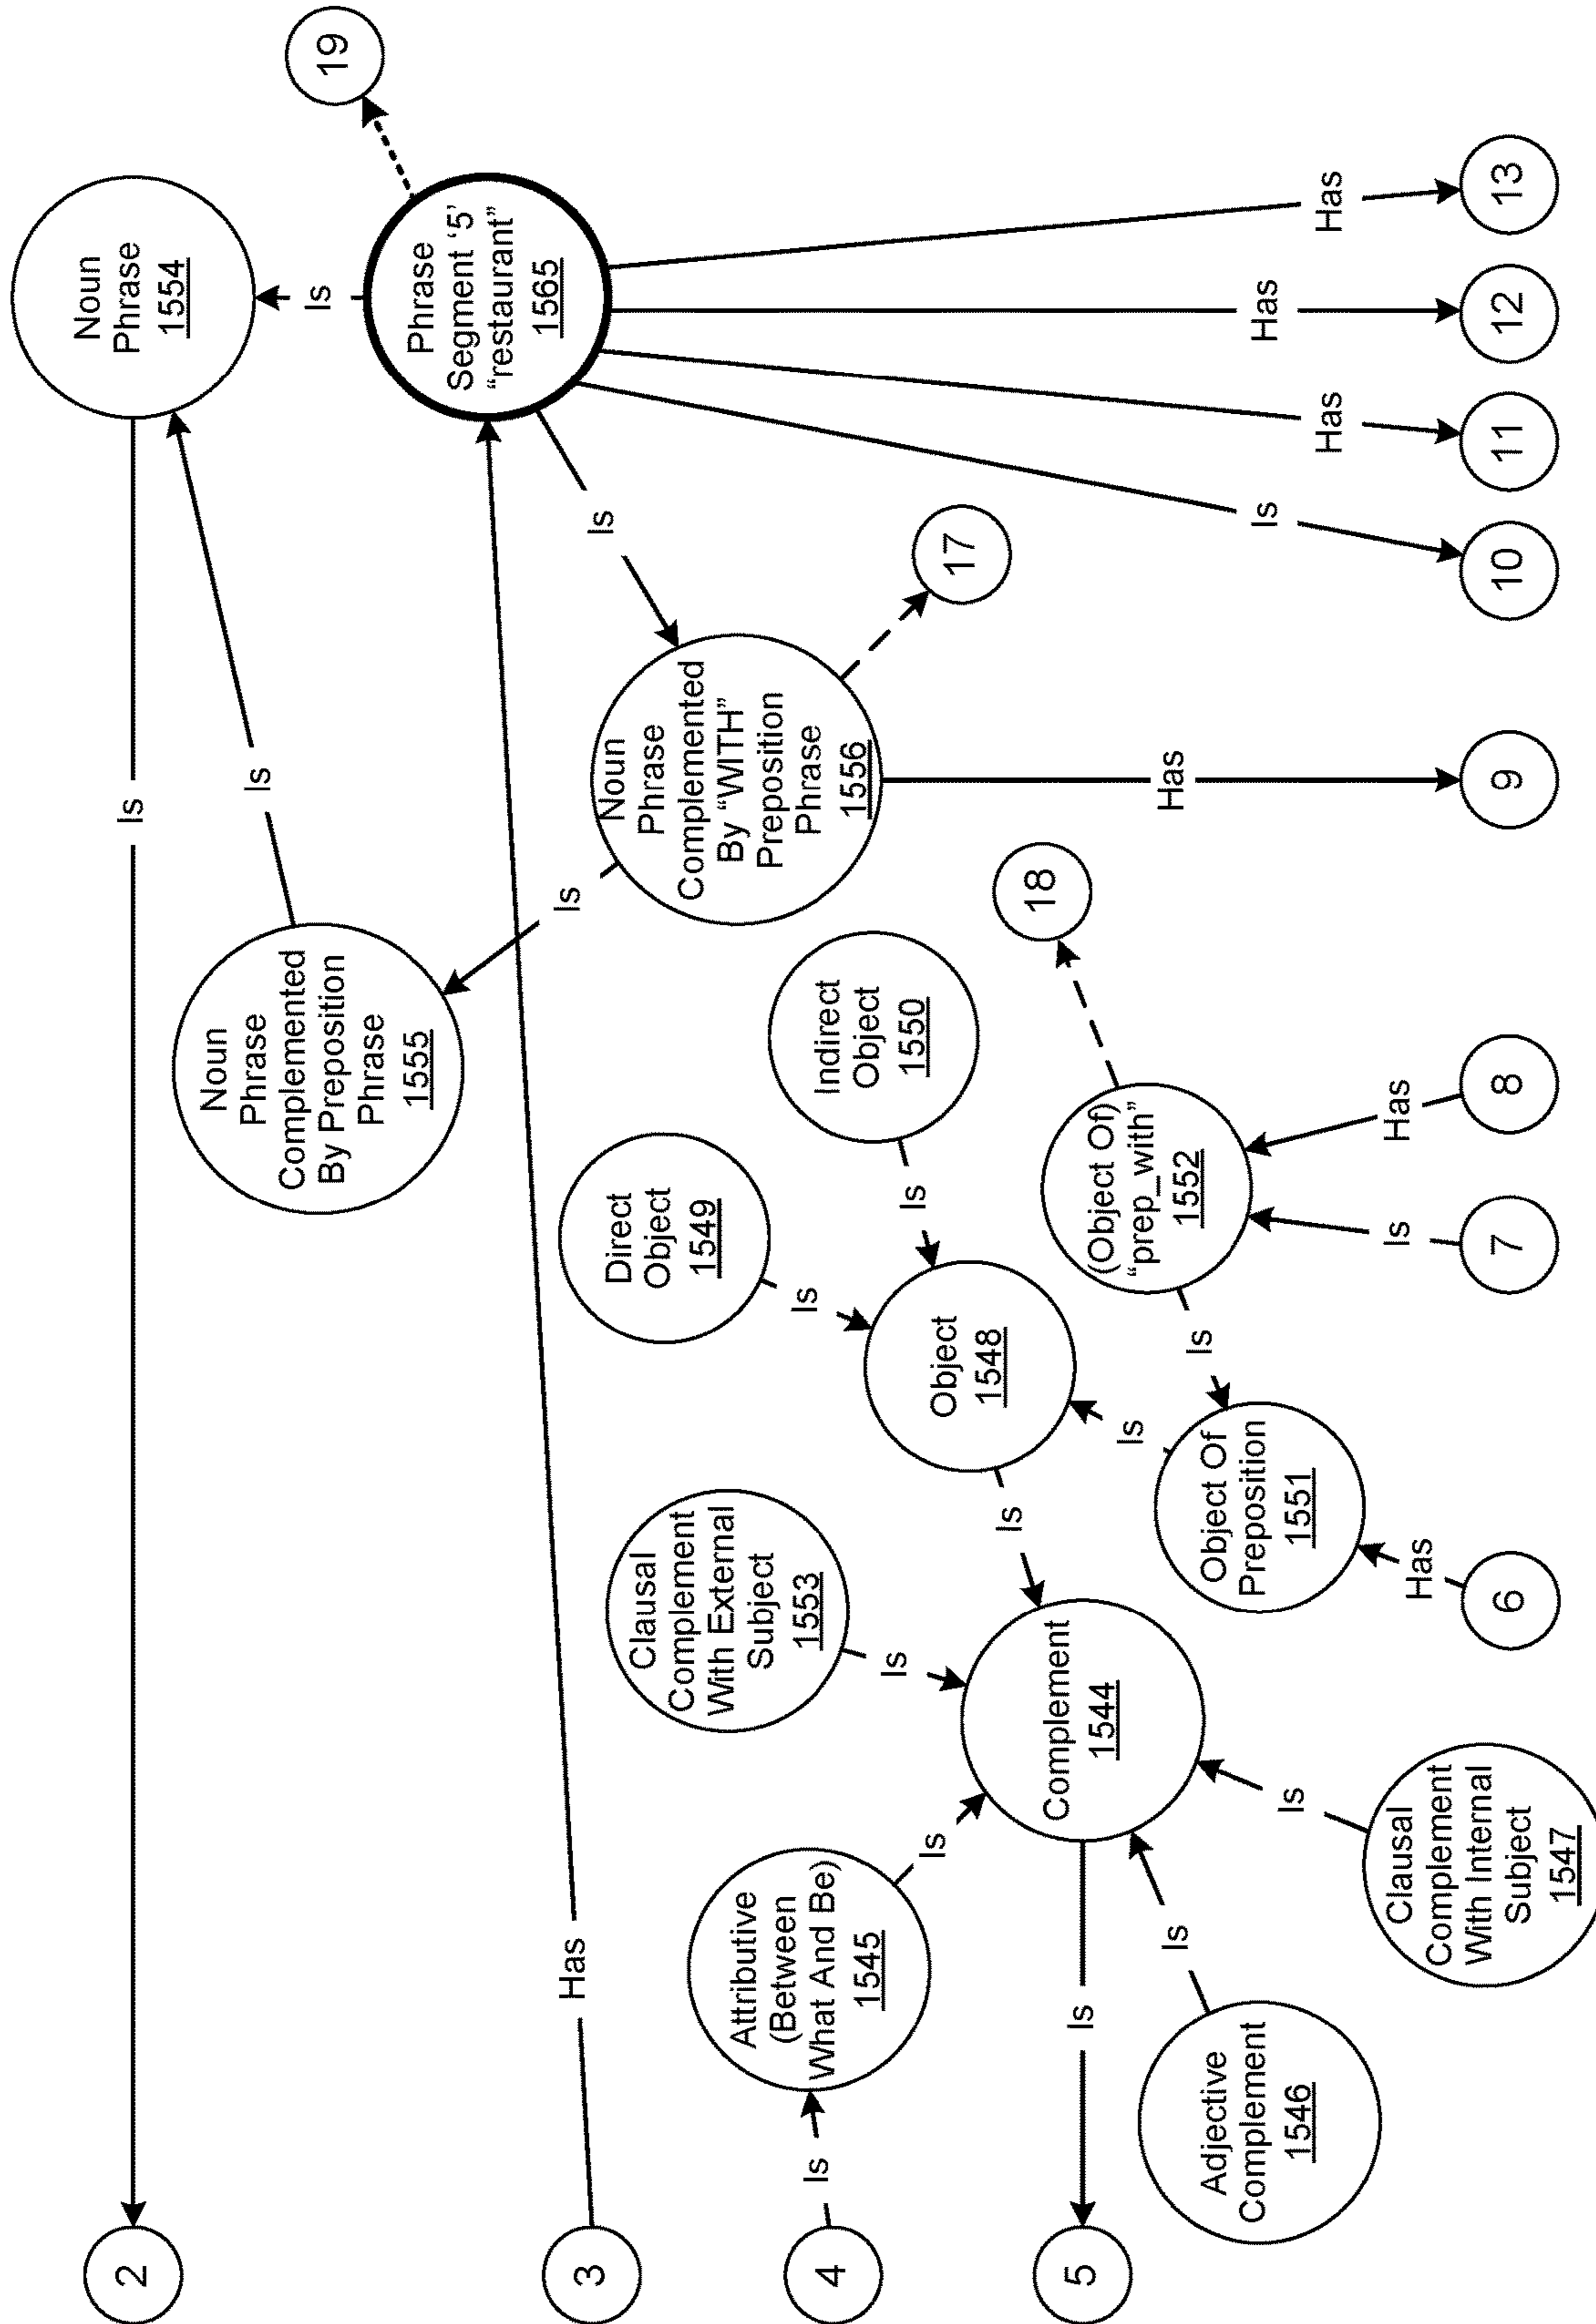 2
Is
Noun
Phrase
1554
19
Noun
Phrase
Complemented
By Preposition
Phrase
1555
Is
Is
Phrase
Segment ‘5’
“restaurant”
1565
3
Has
Is
Is
Noun
Phrase
Complemented
By “WITH”
Preposition
Phrase
1556
17
Direct
Object
1549
Indirect
Object
1550
Clausal
Complement
With External
Subject
1553
Is
Is
Object
1548
18
4
Is
Attributive
(Between
What And Be)
1545
Is
Is
Is
Is
(Object Of)
“prep_with”
1552
Is
Complement
1544
5
Is
Object Of
Preposition
1551
Is
Is
Adjective
Complement
1546
Clausal
Complement
With Internal
Subject
1547
Has
Is
Has
Has
Is
Has
Has
Has
6
7
8
9
10
11
12
13